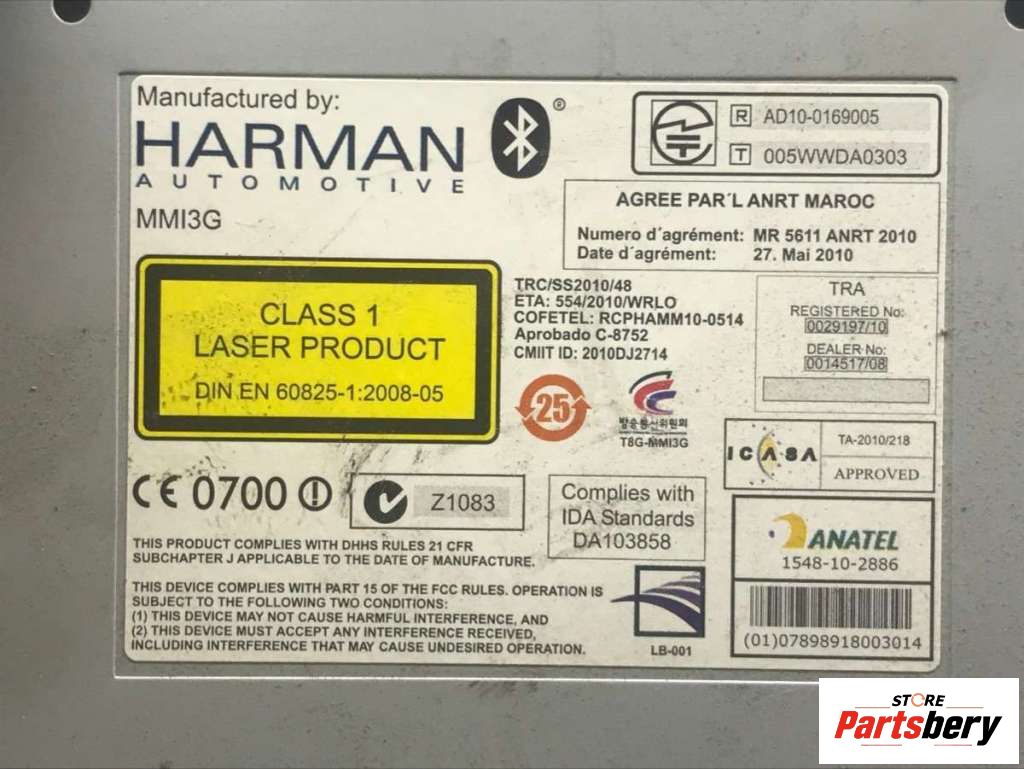 Manufactured by:
HARMAN
AUTOMOTIVE
MMI3G
®
R AD10-0169005
T 005WWDA0303
AGREE PAR´L ANRT MAROC
Numero d´agrément: MR 5611 ANRT 2010
Date d´agrément: 27. Mai 2010
CLASS 1
LASER PRODUCT
DIN EN 60825-1:2008-05
TRC/SS2010/48
ETA: 554/2010/WRLO
COFETEL: RCPHAMM10-0514
Aprobado C-8752
CMIIT ID: 2010DJ2714
TRA
REGISTERED No:
0029197/10
DEALER No:
0014517/08
25
방송통신위원회
T8G-MMI3G
ICASA
TA-2010/218
APPROVED
CE 0700
Z1083
Complies with
IDA Standards
DA103858
ANATEL
1548-10-2886
(01)07898918003014
THIS PRODUCT COMPLIES WITH DHHS RULES 21 CFR
SUBCHAPTER J APPLICABLE TO THE DATE OF MANUFACTURE.
THIS DEVICE COMPLIES WITH PART 15 OF THE FCC RULES. OPERATION IS
SUBJECT TO THE FOLLOWING TWO CONDITIONS:
(1) THIS DEVICE MAY NOT CAUSE HARMFUL INTERFERENCE, AND
(2) THIS DEVICE MUST ACCEPT ANY INTERFERENCE RECEIVED,
INCLUDING INTERFERENCE THAT MAY CAUSE UNDESIRED OPERATION.
LB-001
STORE
Partsbery